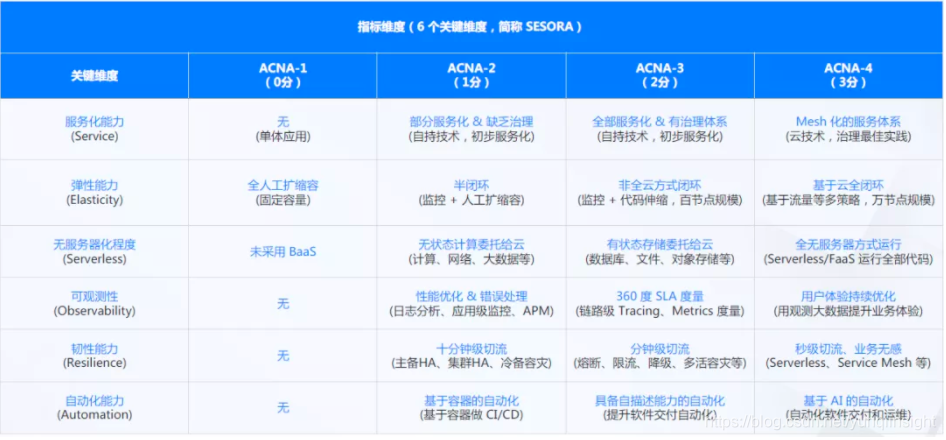 指标维度（6 个关键维度，简称 SESORA）
关键维度 ACNA-1 ACNA-2 ACNA-3 ACNA-4
（0分） （1分） （2分） （3分）
服务化能力 无 部分服务化 & 缺乏治理 全部服务化 & 有治理体系 Mesh 化的服务体系
(Service) (单体应用) (自持技术，初步服务化) (自持技术，初步服务化) (云技术，治理最佳实践)
弹性能力 全人工扩缩容 半闭环 非全云方式闭环 基于云全闭环
(Elasticity) (固定容量) (监控 + 人工扩缩容) (监控 + 代码伸缩，百节点规模) (基于流量等多策略，万节点规模)
无服务器化程度 未采用 BaaS 无状态计算委托给云 有状态存储委托给云 全无服务器方式运行
(Serverless) (计算、网络、大数据等) (数据库、文件、对象存储等) (Serverless/FaaS 运行全部代码)
可观测性 无 性能优化 & 错误处理 360 度 SLA 度量 用户体验持续优化
(Observability) (日志分析、应用级监控、APM) (链路级 Tracing、Metrics 度量) (用观测大数据提升业务体验)
韧性能力 无 十分钟级切流 分钟级切流 秒级切流、业务无感
(Resilience) (主备HA、集群HA、冷备容灾) (熔断、限流、降级、多活容灾等) (Serverless、Service Mesh 等)
自动化能力 无 基于容器的自动化 具备自描述能力的自动化 基于 AI 的自动化
(Automation) (基于容器做 CI/CD) (提升软件交付自动化) (自动化软件交付和运维)
https://blog.csdn.net/yunqiinsight